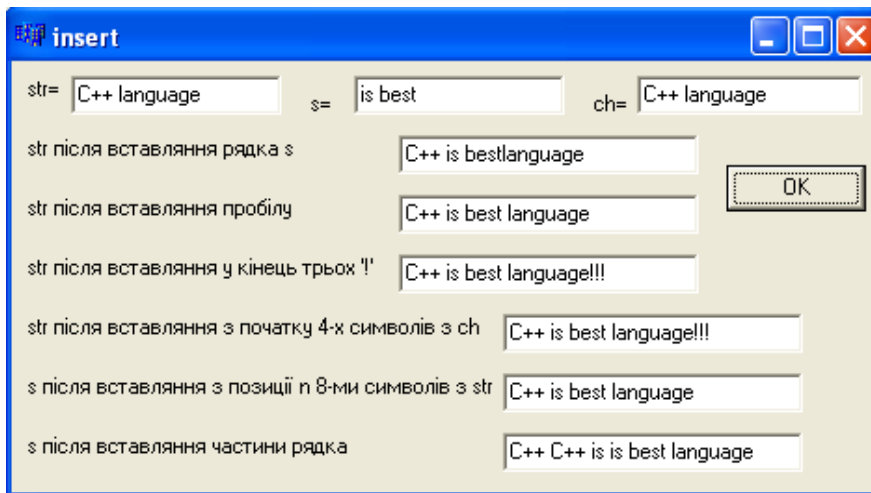 insert
str= C++ language s= is best ch= C++ language
str після вставляння рядка s C++ is bestlanguage
OK
str після вставляння пробілу C++ is best language
str після вставляння у кінець трьох '!' C++ is best language!!!
str після вставляння з початку 4-х символів з ch C++ is best language!!!
s після вставляння з позиції n 8-ми символів з str C++ is best language
s після вставляння частини рядка C++ C++ is is best language